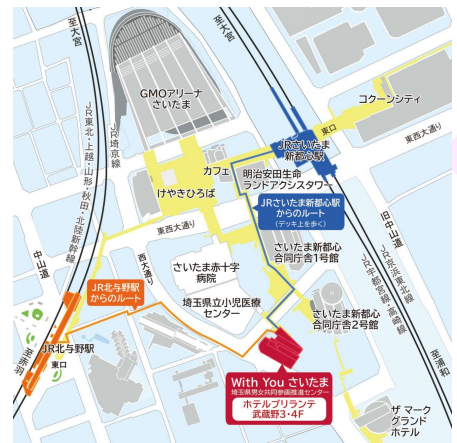 至大宮
至大宮
GMOアリーナ
さいたま
コクーンシティ
JR埼京線
JR東北・上越・山形・秋田・北陸新幹線
東口
JRさいたま
新都心駅
東西大通り
カフェ
明治安田生命
ランドアクシスタワー
けやきひろば
JRさいたま新都心駅
からのルート
(デッキ上を歩く)
旧中山道
東西大通り
中山道
西大通り
さいたま新都心
合同庁舎1号館
さいたま赤十字
病院
JR京浜東北線
JR宇都宮線・高崎線
JR北与野駅
からのルート
埼玉県立小児医療
センター
さいたま新都心
合同庁舎2号館
至浦和
JR北与野駅
東口
至赤羽
With You さいたま
埼玉県男女共同参画推進センター
ホテルブリランテ
武蔵野3・4F
ザ マーク
グランド
ホテル